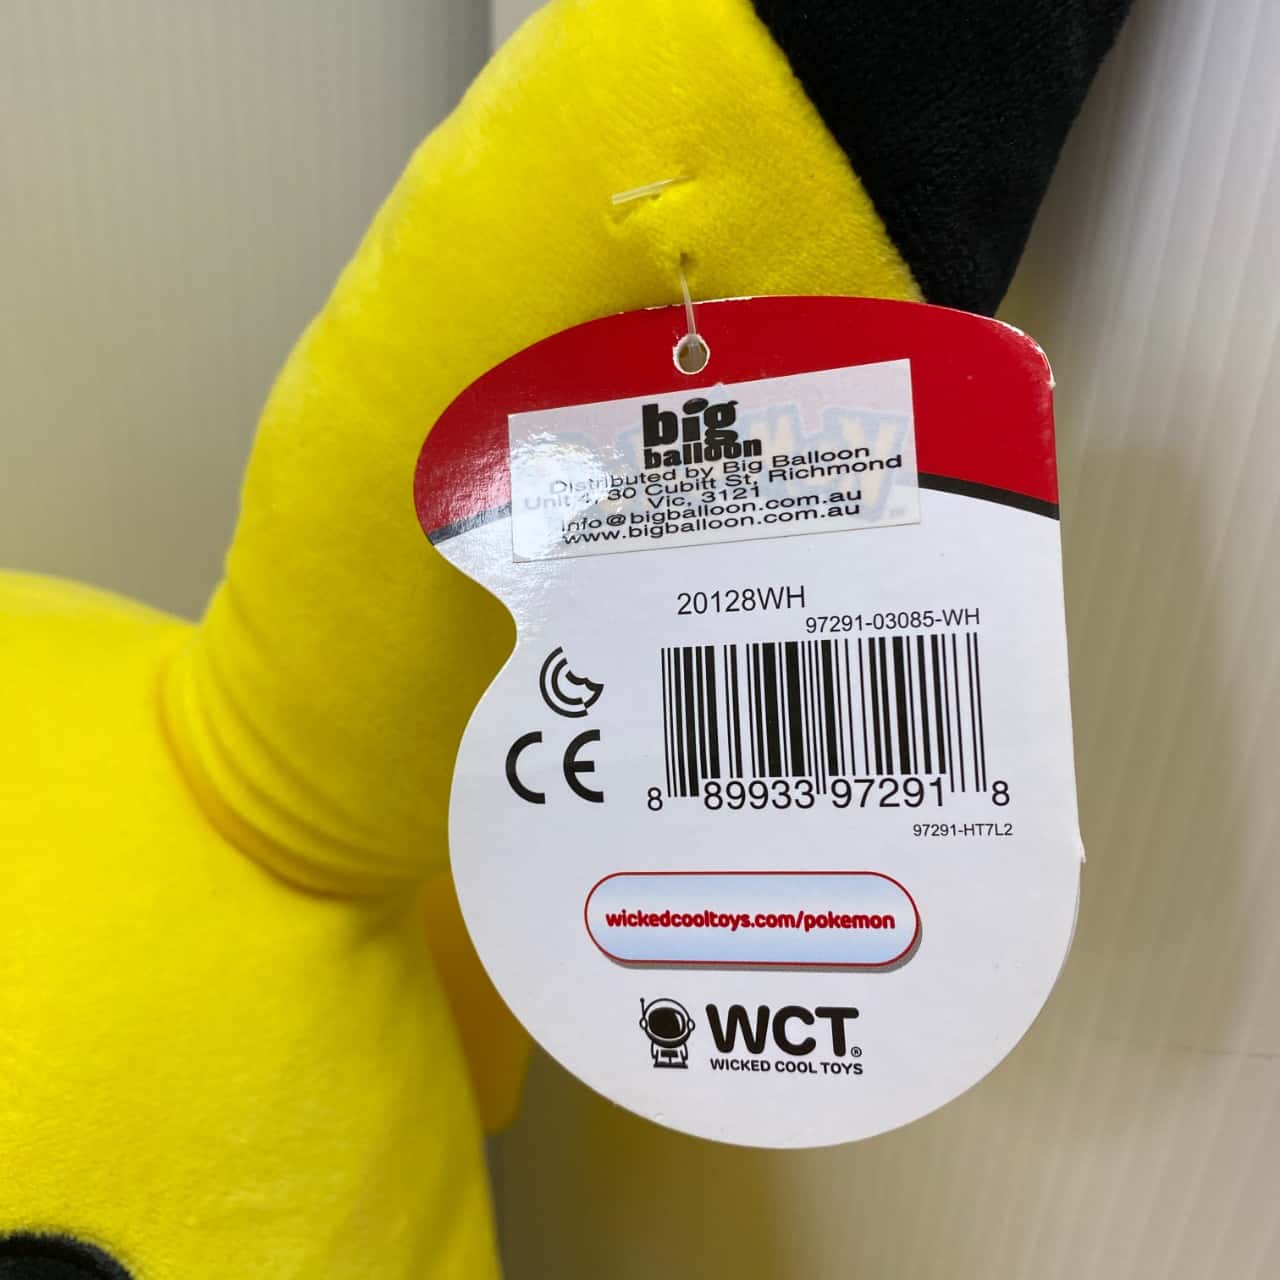 big
balloon
Distributed by Big Balloon
Unit 4, 30 Cubitt St, Richmond
Vic, 3121
info@bigballoon.com.au
www.bigballoon.com.au
20128WH
97291-03085-WH
CE
8 89933 97291 8
97291-HT7L2
wickedcooltoys.com/pokemon
WCT®
WICKED COOL TOYS